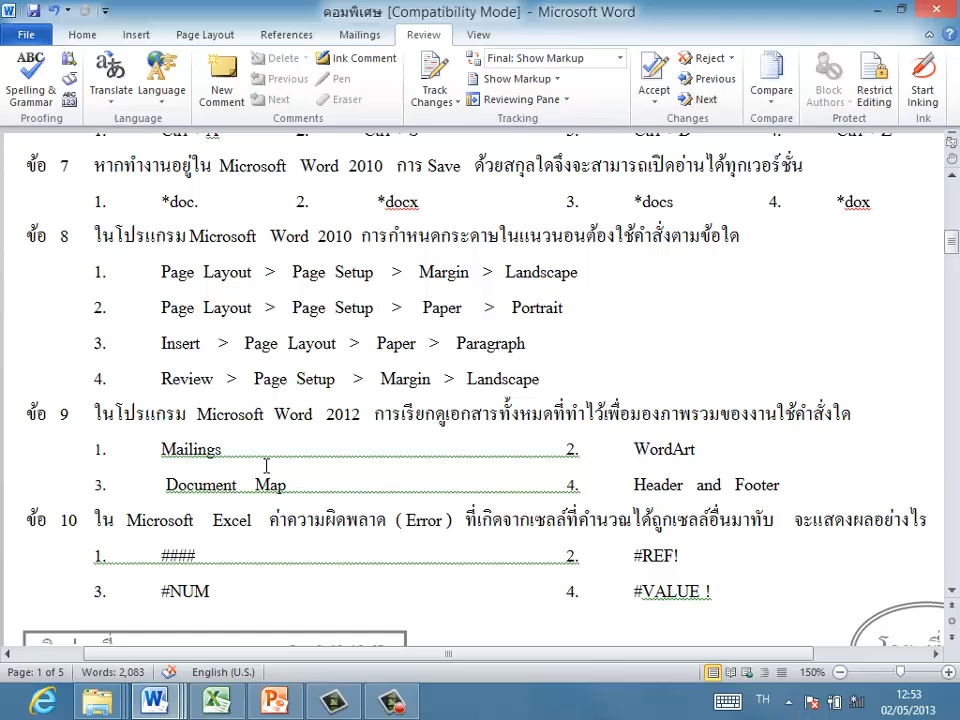 คอมพิเศษ [Compatibility Mode] - Microsoft Word
File Home Insert Page Layout References Mailings Review View
Delete Ink Comment Final: Show Markup Reject
Previous Pen Show Markup Previous
Next Eraser Reviewing Pane Next
Spelling & Grammar Translate Language New Comment Track Changes Accept Compare Block Authors Restrict Editing Start Inking
Proofing Language Comments Tracking Changes Compare Protect Ink
ข้อ 7 หากทำงานอยู่ใน Microsoft Word 2010 การ Save ด้วยสกุลใดจึงจะสามารถเปิดอ่านได้ทุกเวอร์ชั่น
1. *doc. 2. *docx 3. *docs 4. *dox
ข้อ 8 ในโปรแกรม Microsoft Word 2010 การกำหนดกระดาษในแนวนอนต้องใช้คำสั่งตามข้อใด
1. Page Layout > Page Setup > Margin > Landscape
2. Page Layout > Page Setup > Paper > Portrait
3. Insert > Page Layout > Paper > Paragraph
4. Review > Page Setup > Margin > Landscape
ข้อ 9 ในโปรแกรม Microsoft Word 2012 การเรียกดูเอกสารทั้งหมดที่ทำไว้เพื่อมองภาพรวมของงานใช้คำสั่งใด
1. Mailings 2. WordArt
3. Document Map 4. Header and Footer
ข้อ 10 ใน Microsoft Excel ค่าความผิดพลาด ( Error ) ที่เกิดจากเซลล์ที่คำนวณได้ถูกเซลล์อื่นมาทับ จะแสดงผลอย่างไร
1. #### 2. #REF!
3. #NUM 4. #VALUE !
Page: 1 of 5 Words: 2,083 English (U.S.) 150%
TH 12:53
02/05/2013